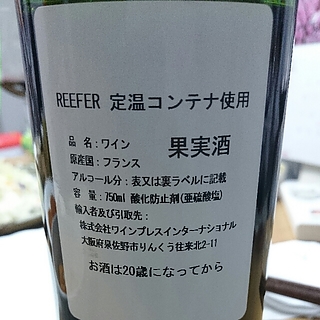 REEFER 定温コンテナ使用
品 名：ワイン 果実酒
原産国：フランス
アルコール分：表又は裏ラベルに記載
容 量：750ml 酸化防止剤(亜硫酸塩)
輸入者及び引取先：
株式会社ワインプレスインターナショナル
大阪府泉佐野市りんくう往来北2-11
お酒は20歳になってから